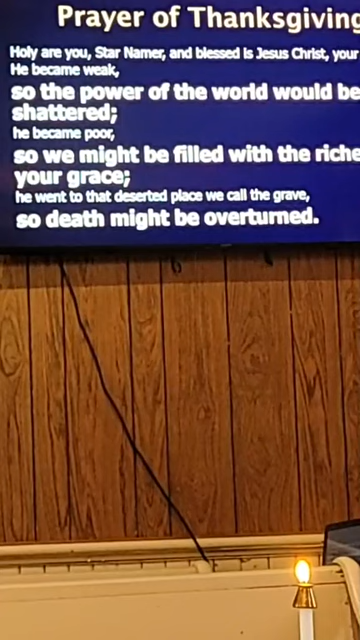 Prayer of Thanksgiving
Holy are you, Star Namer, and blessed is Jesus Christ, your
He became weak,
so the power of the world would be
shattered;
he became poor,
so we might be filled with the riche
your grace;
he went to that deserted place we call the grave,
so death might be overturned.